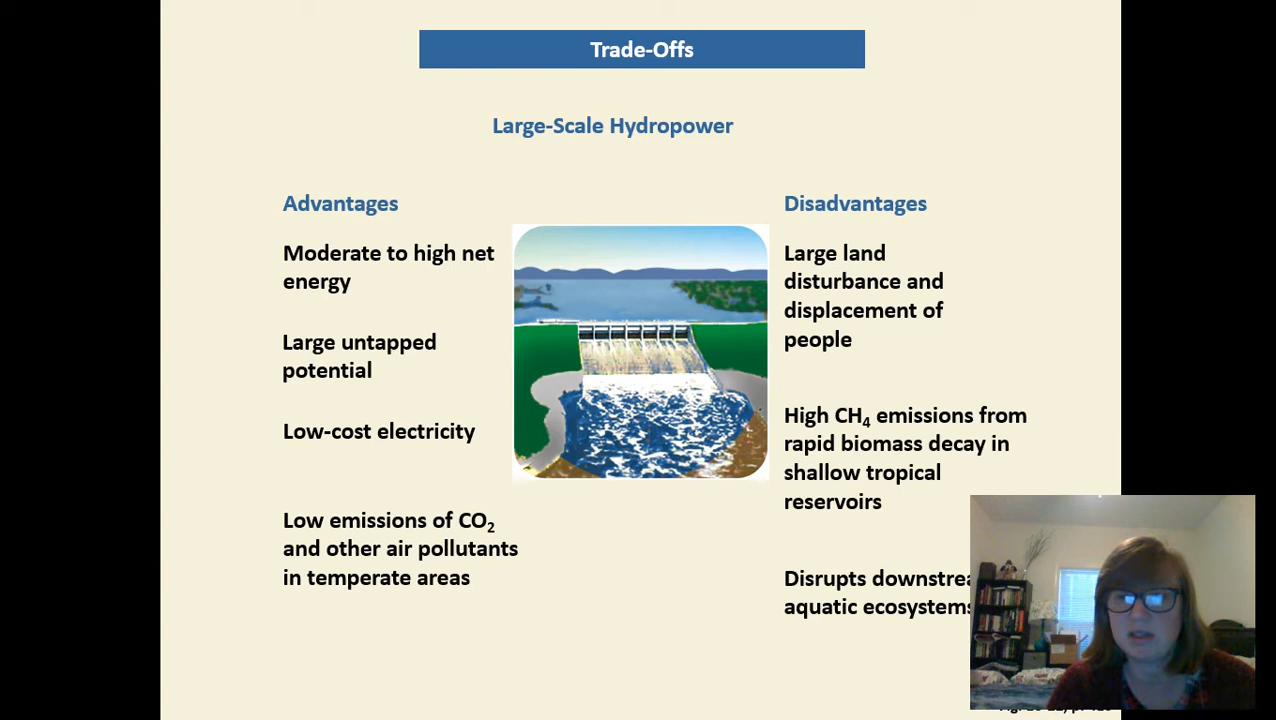 Trade-Offs
Large-Scale Hydropower
Advantages
Moderate to high net
energy
Large untapped
potential
Low-cost electricity
Low emissions of CO₂
and other air pollutants
in temperate areas
Disadvantages
Large land
disturbance and
displacement of
people
High CH₄ emissions from
rapid biomass decay in
shallow tropical
reservoirs
Disrupts
aquatic ecosystems